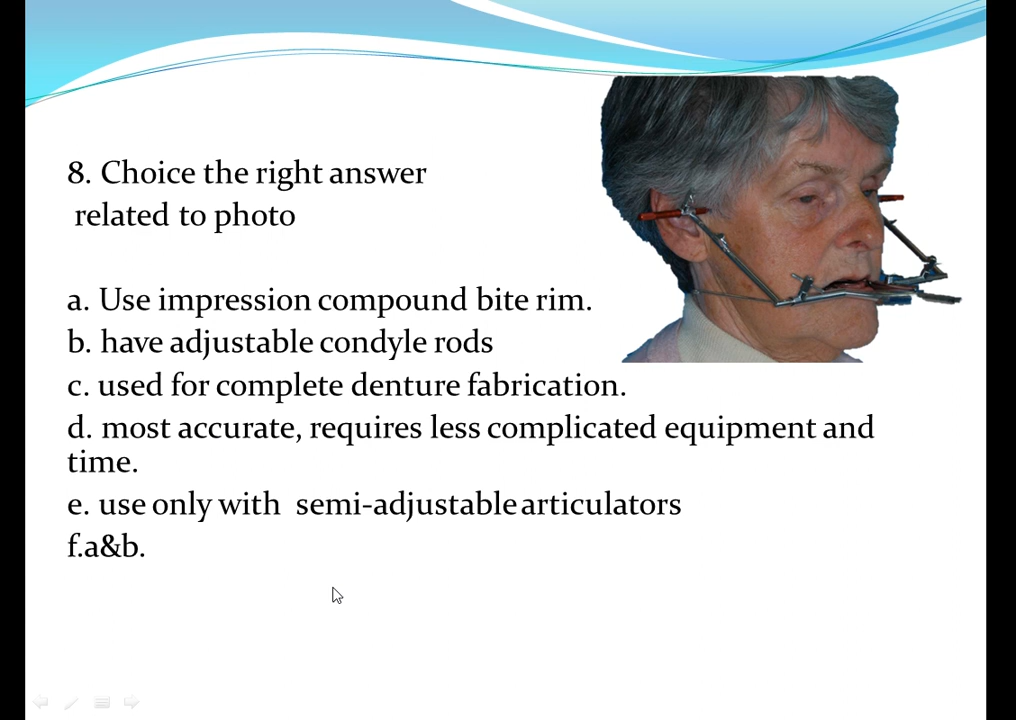 8. Choice the right answer
related to photo
a. Use impression compound bite rim.
b. have adjustable condyle rods
c. used for complete denture fabrication.
d. most accurate, requires less complicated equipment and
time.
e. use only with semi-adjustable articulators
f.a&b.